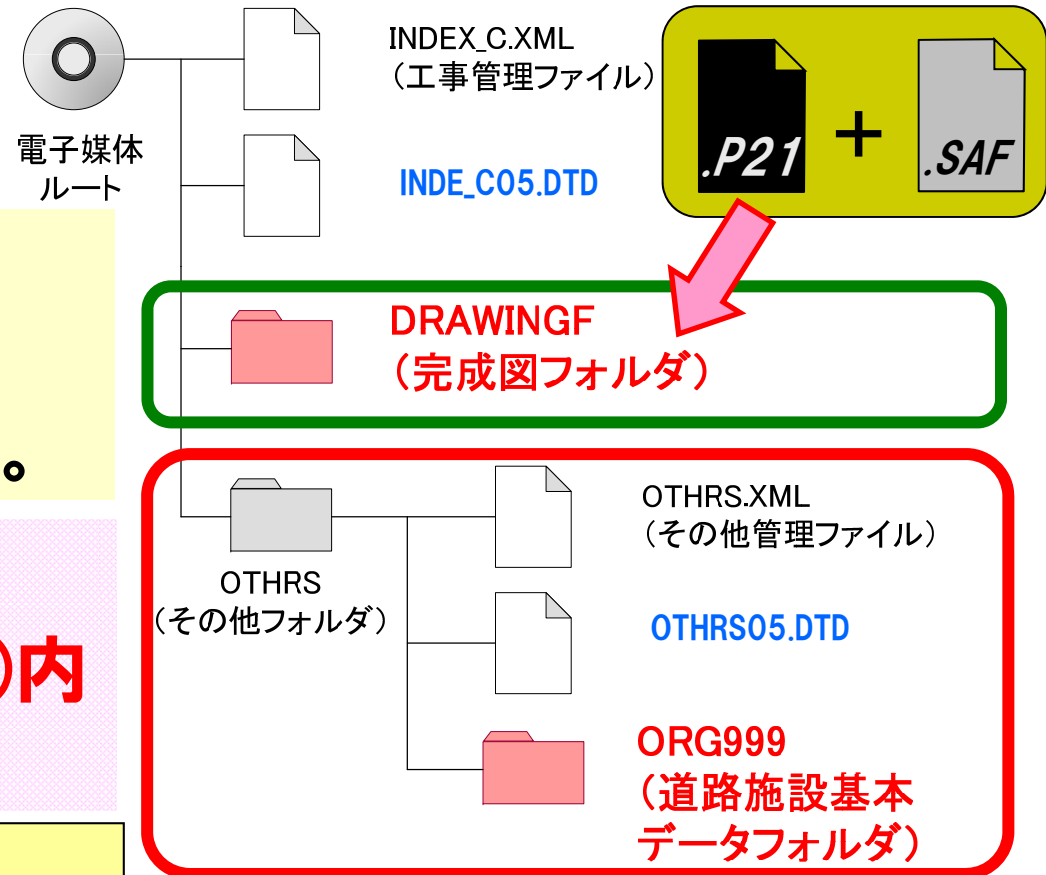 INDEX_C.XML
（工事管理ファイル）
電子媒体
ルート
INDE_C05.DTD
.P21
+
.SAF
DRAWINGF
（完成図フォルダ）
。
OTHRS.XML
（その他管理ファイル）
OTHRS
（その他フォルダ）
OTHRS05.DTD
)内
ORG999
（道路施設基本
データフォルダ）